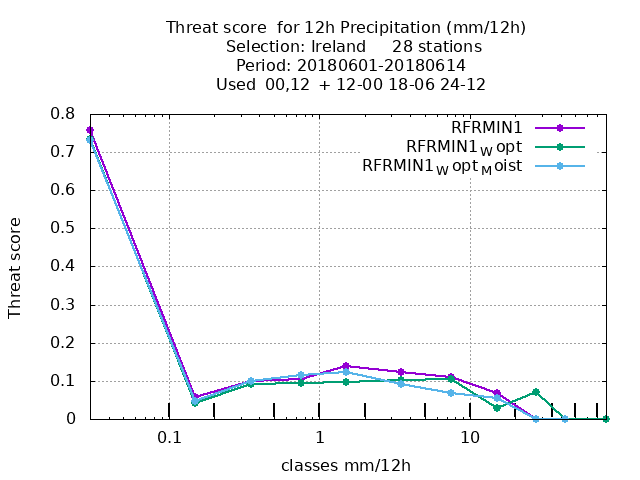 Threat score  for 12h Precipitation (mm/12h)
Selection: Ireland     28 stations
Period: 20180601-20180614
Used  00,12  + 12-00 18-06 24-12
RFRMIN1
RFRMIN1Wopt
RFRMIN1WoptMoist
Threat score
0.8
0.7
0.6
0.5
0.4
0.3
0.2
0.1
0
0.1 1 10
classes mm/12h